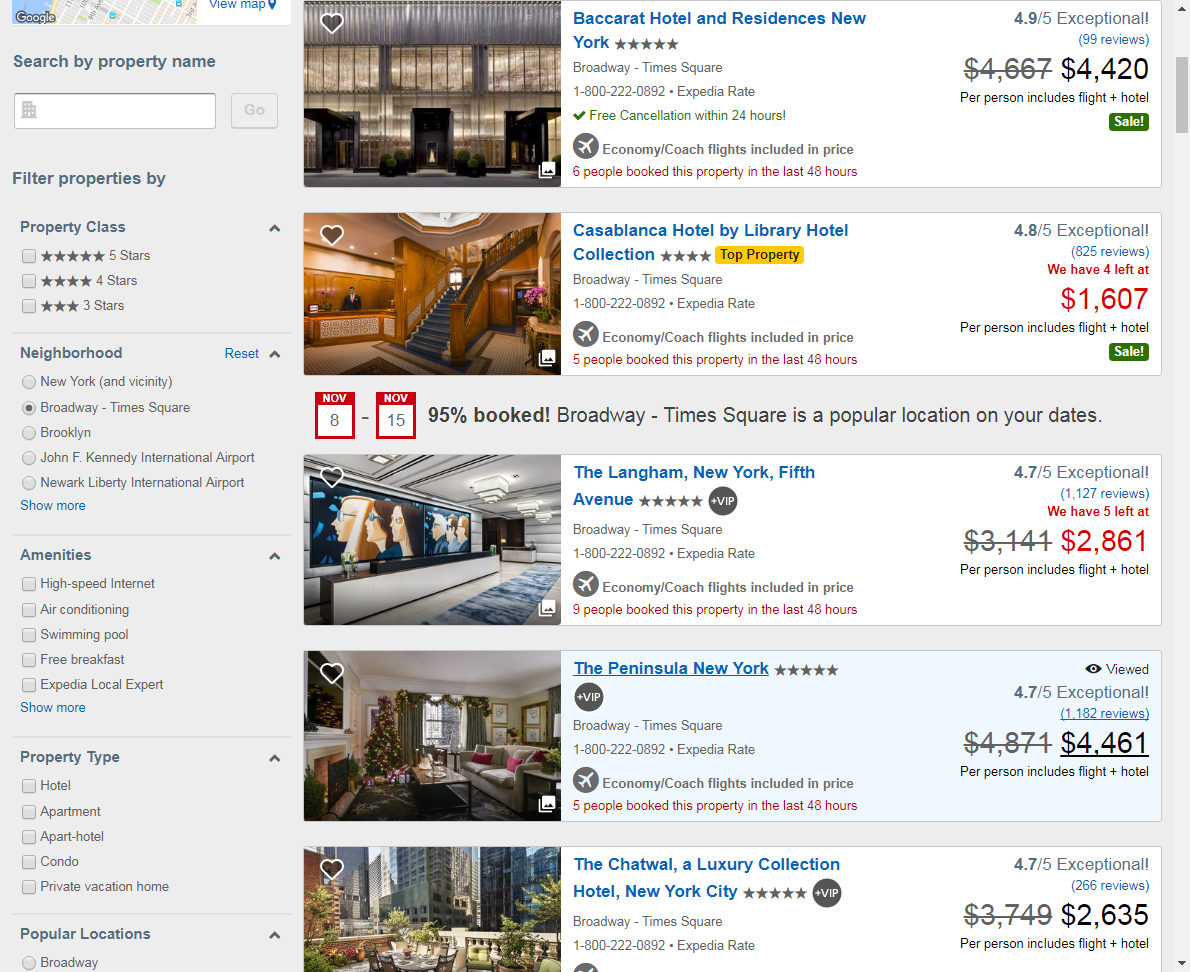 Google
View map
Search by property name
Go
Filter properties by
Property Class
5 Stars
4 Stars
3 Stars
Neighborhood Reset
New York (and vicinity)
Broadway - Times Square
Brooklyn
John F. Kennedy International Airport
Newark Liberty International Airport
Show more
Amenities
High-speed Internet
Air conditioning
Swimming pool
Free breakfast
Expedia Local Expert
Show more
Property Type
Hotel
Apartment
Apart-hotel
Condo
Private vacation home
Popular Locations
Broadway
Baccarat Hotel and Residences New
York
Broadway - Times Square
1-800-222-0892 • Expedia Rate
Free Cancellation within 24 hours!
Economy/Coach flights included in price
6 people booked this property in the last 48 hours
4.9/5 Exceptional!
(99 reviews)
$4,667 $4,420
Per person includes flight + hotel
Sale!
Casablanca Hotel by Library Hotel
Collection Top Property
Broadway - Times Square
1-800-222-0892 • Expedia Rate
Economy/Coach flights included in price
5 people booked this property in the last 48 hours
4.8/5 Exceptional!
(825 reviews)
We have 4 left at
$1,607
Per person includes flight + hotel
Sale!
NOV
8
-
NOV
15
95% booked! Broadway - Times Square is a popular location on your dates.
The Langham, New York, Fifth
Avenue +VIP
Broadway - Times Square
1-800-222-0892 • Expedia Rate
Economy/Coach flights included in price
9 people booked this property in the last 48 hours
4.7/5 Exceptional!
(1,127 reviews)
We have 5 left at
$3,141 $2,861
Per person includes flight + hotel
The Peninsula New York
+VIP
Broadway - Times Square
1-800-222-0892 • Expedia Rate
Economy/Coach flights included in price
5 people booked this property in the last 48 hours
Viewed
4.7/5 Exceptional!
(1,182 reviews)
$4,871 $4,461
Per person includes flight + hotel
The Chatwal, a Luxury Collection
Hotel, New York City +VIP
Broadway - Times Square
1-800-222-0892 • Expedia Rate
4.7/5 Exceptional!
(266 reviews)
$3,749 $2,635
Per person includes flight + hotel